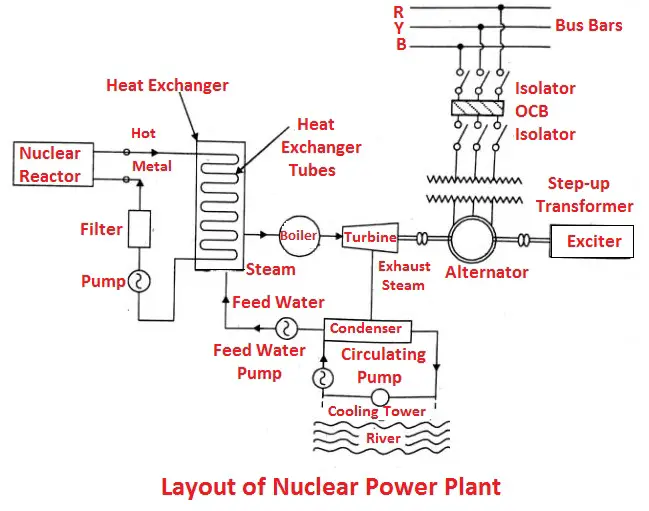 R
Y
B
Bus Bars
Isolator
OCB
Isolator
Heat Exchanger
Hot
Metal
Heat
Exchanger
Tubes
Nuclear
Reactor
Step-up
Transformer
Filter
Boiler
Turbine
Exciter
Pump
Steam
Exhaust
Steam
Alternator
Feed Water
Condenser
Feed Water
Pump
Circulating
Pump
Cooling Tower
River
Layout of Nuclear Power Plant